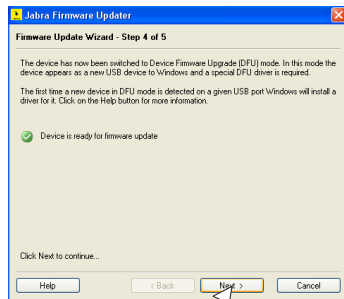 Jabra Firmware Updater
Firmware Update Wizard - Step 4 of 5
The device has now been switched to Device Firmware Upgrade (DFU) mode. In this mode the
device appears as a new USB device to Windows and a special DFU driver is required.
The first time a new device in DFU mode is detected on a given USB port Windows will install a
driver for it. Click on the Help button for more information.
Device is ready for firmware update
Click Next to continue...
Help
< Back
Next >
Cancel